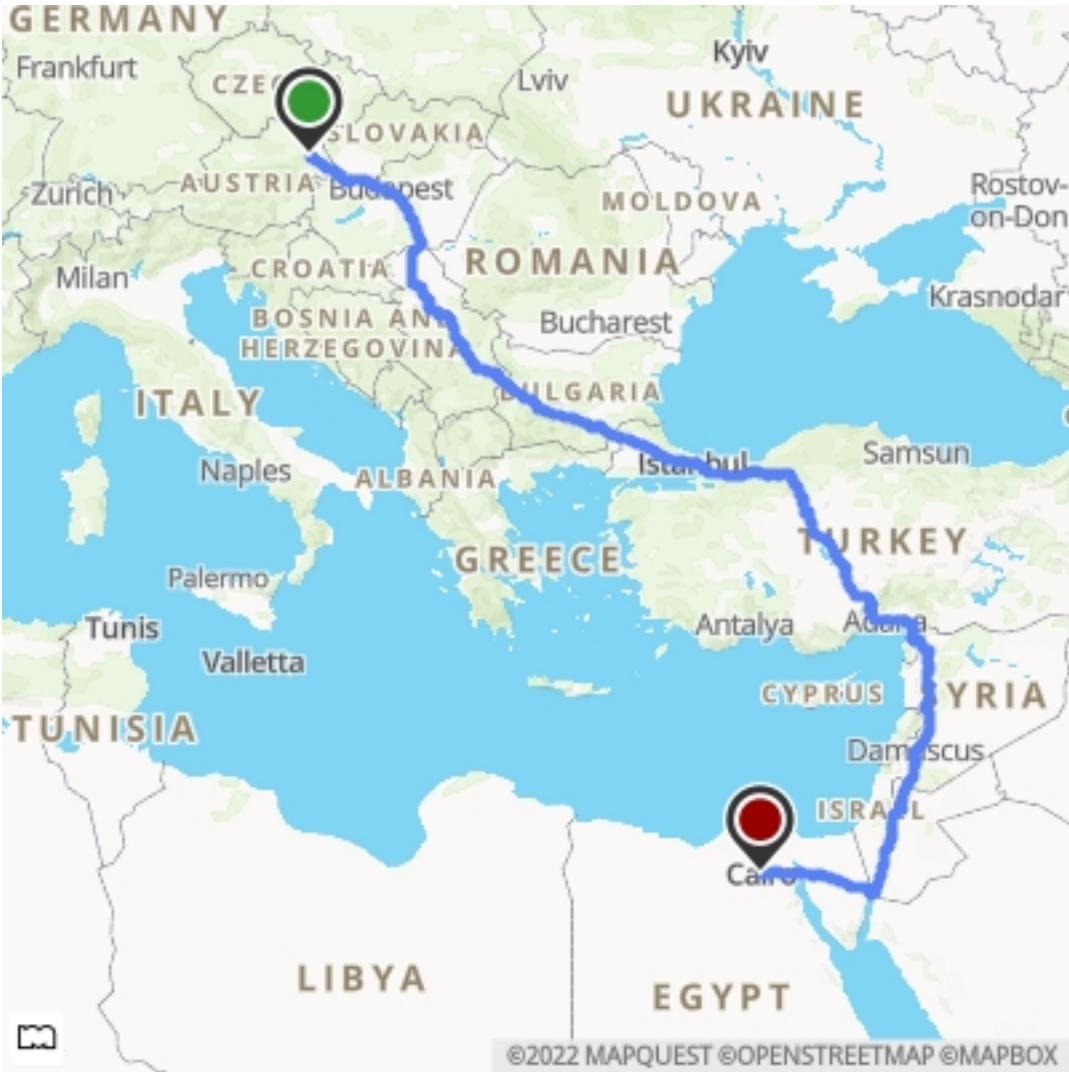 GERMANY
Frankfurt
Kyiv
Lviv
UKRAINE
SLOVAKIA
Zurich
AUSTRIA
Budapest
Rostov-
on-Don
MOLDOVA
ROMANIA
CROATIA
Milan
Krasnodar
BOSNIA AN
HERZEGOVINA
Bucharest
ITALY
BULGARIA
Samsun
Istanbul
Naples
ALBANIA
TURKEY
GREECE
Palermo
Tunis
Antalya
Adana
Valletta
CYPRUS
SYRIA
TUNISIA
Damascus
ISRAEL
Cairo
LIBYA
EGYPT
©2022 MAPQUEST ©OPENSTREETMAP ©MAPBOX